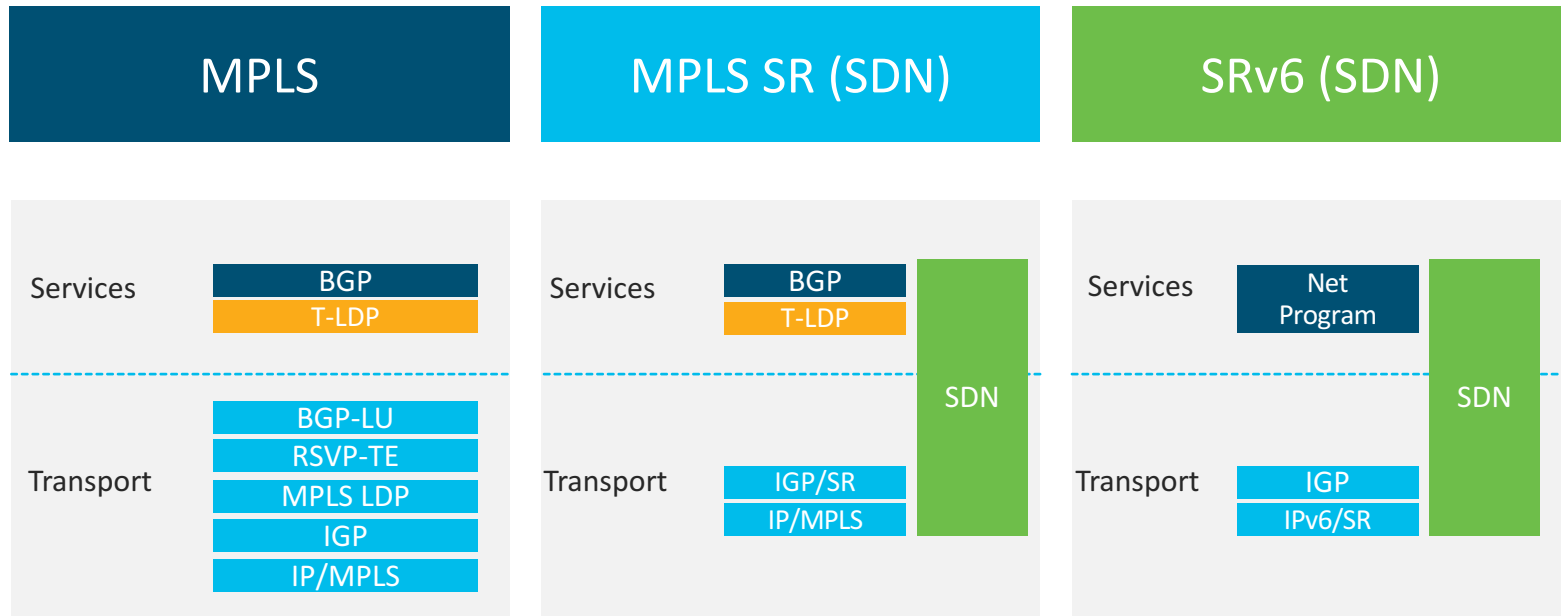 MPLS
MPLS SR (SDN)
SRv6 (SDN)
Services
BGP
T-LDP
Transport
BGP-LU
RSVP-TE
MPLS LDP
IGP
IP/MPLS
Services
BGP
T-LDP
SDN
Transport
IGP/SR
IP/MPLS
Services
Net
Program
SDN
Transport
IGP
IPv6/SR